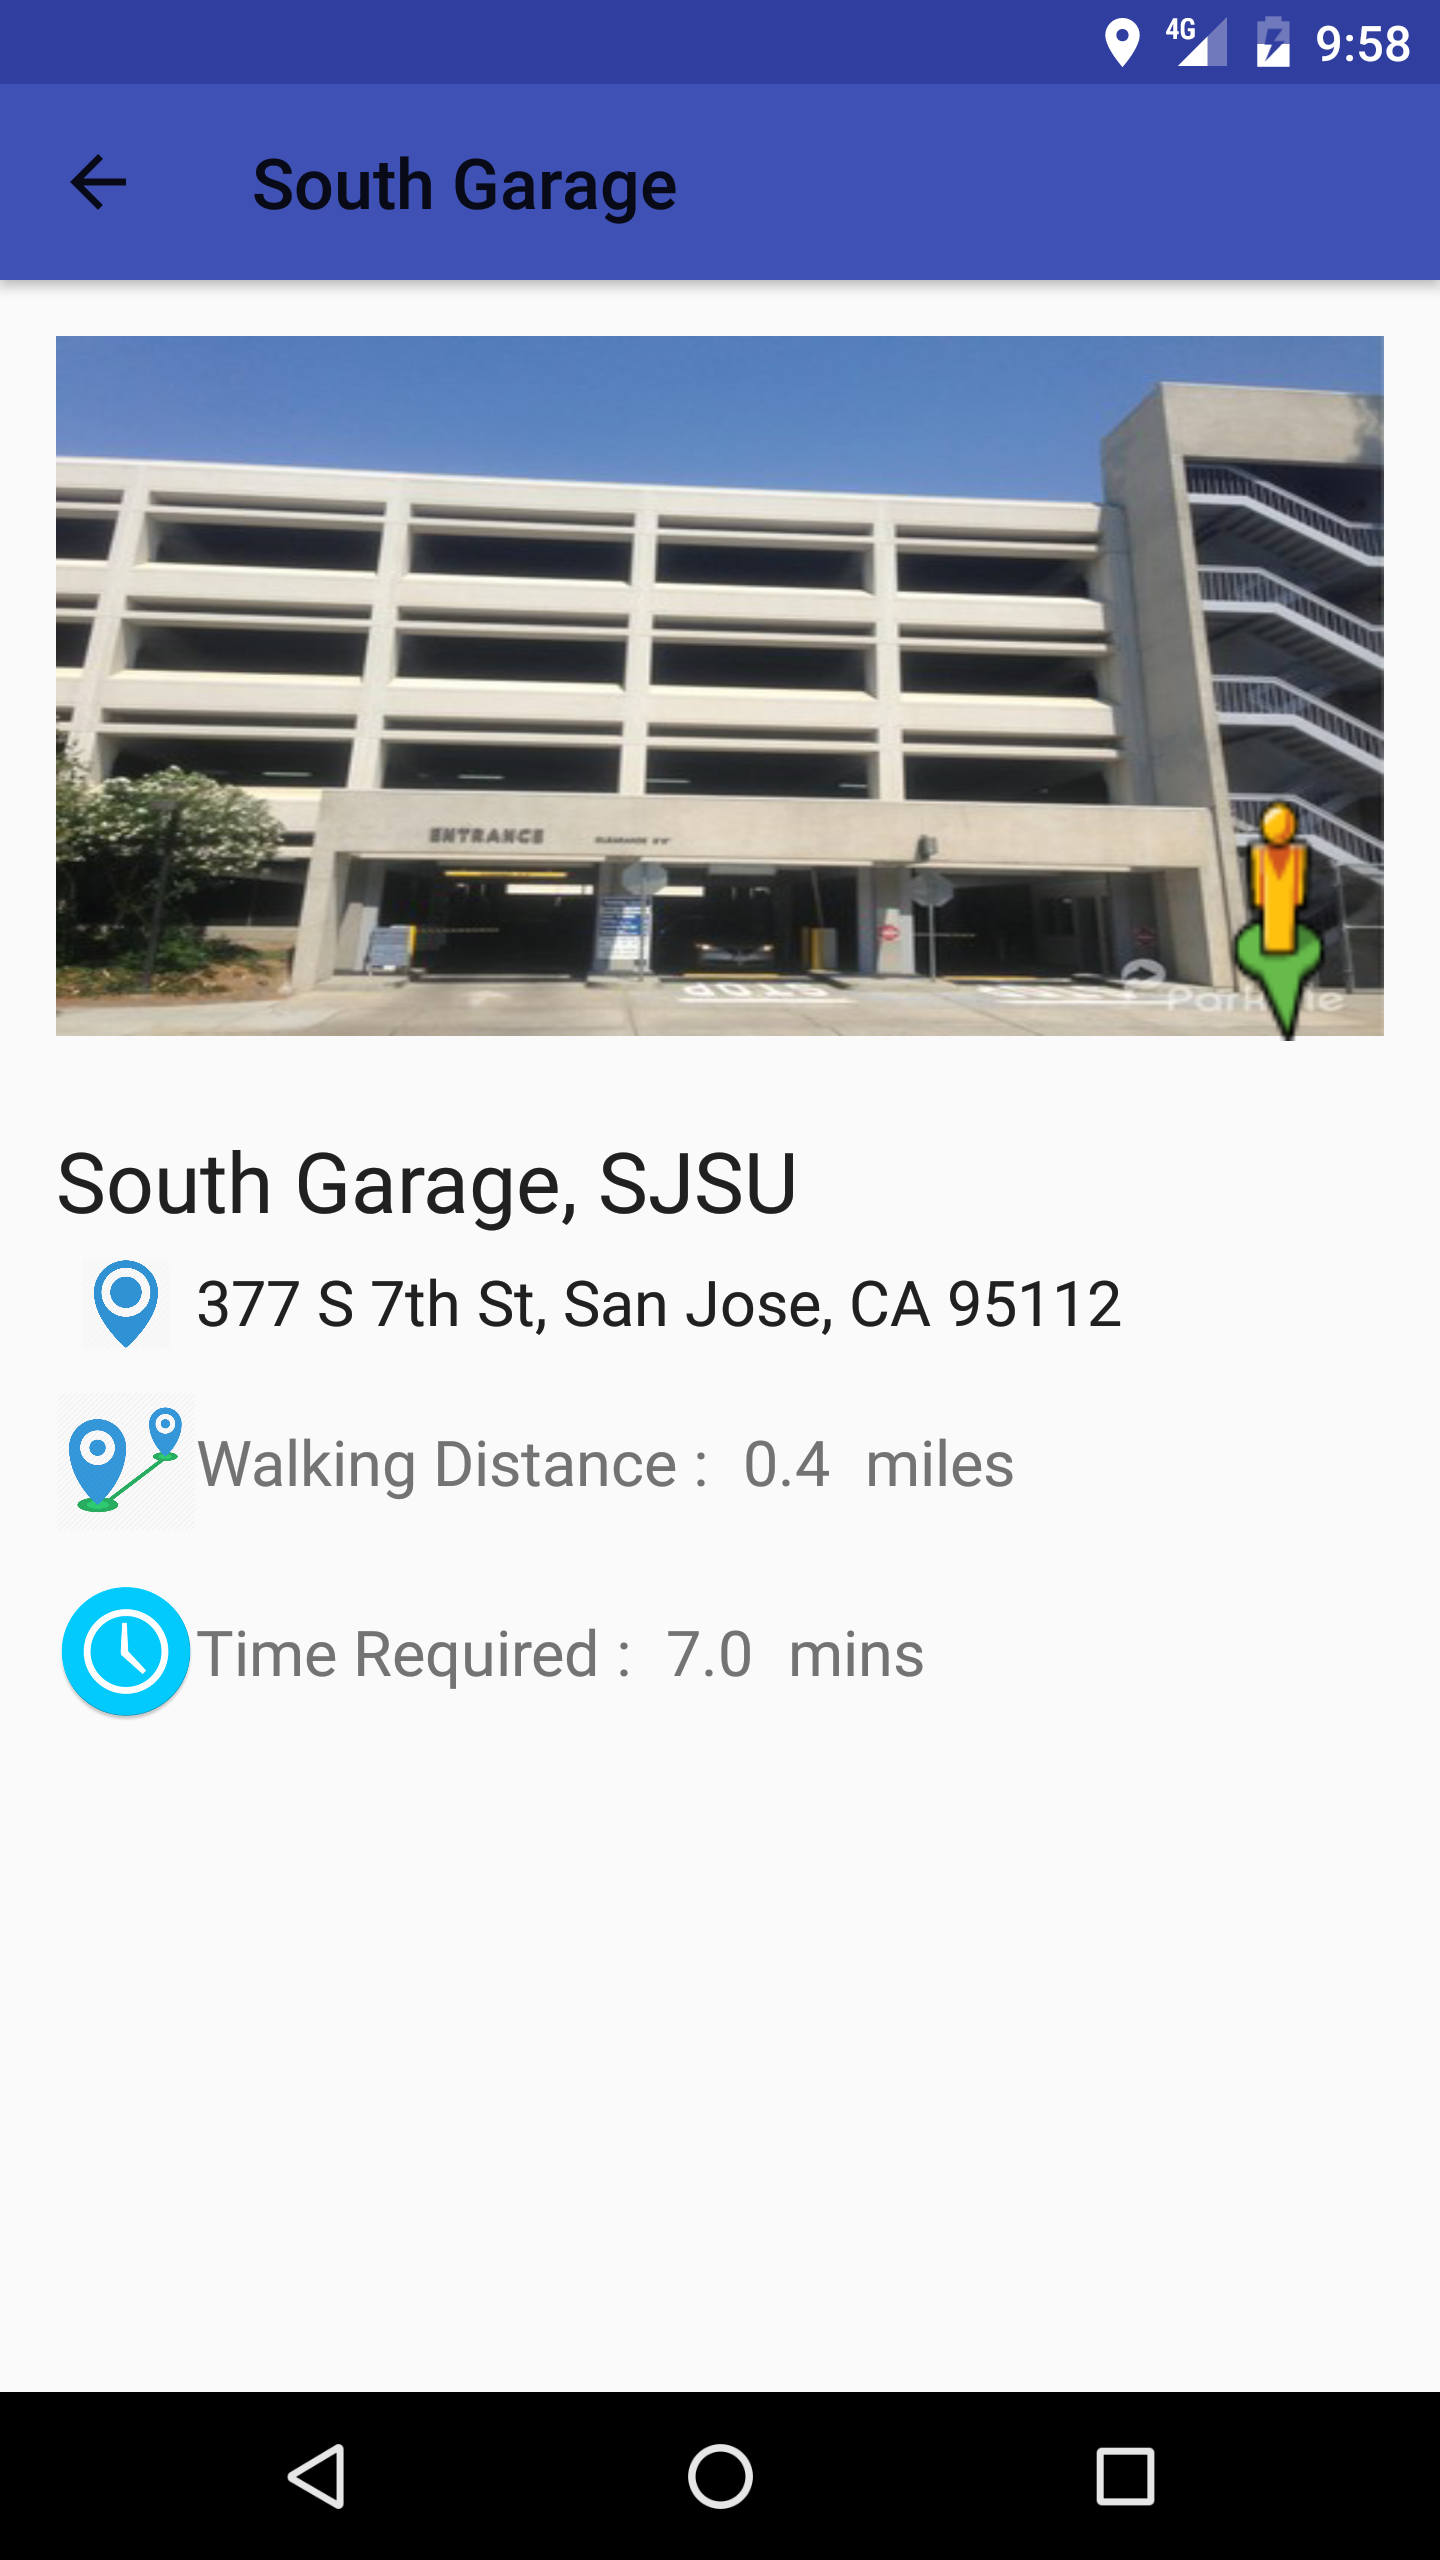 4G 9:58
South Garage
ENTRANCE
STOP
South Garage, SJSU
377 S 7th St, San Jose, CA 95112
Walking Distance : 0.4 miles
Time Required : 7.0 mins